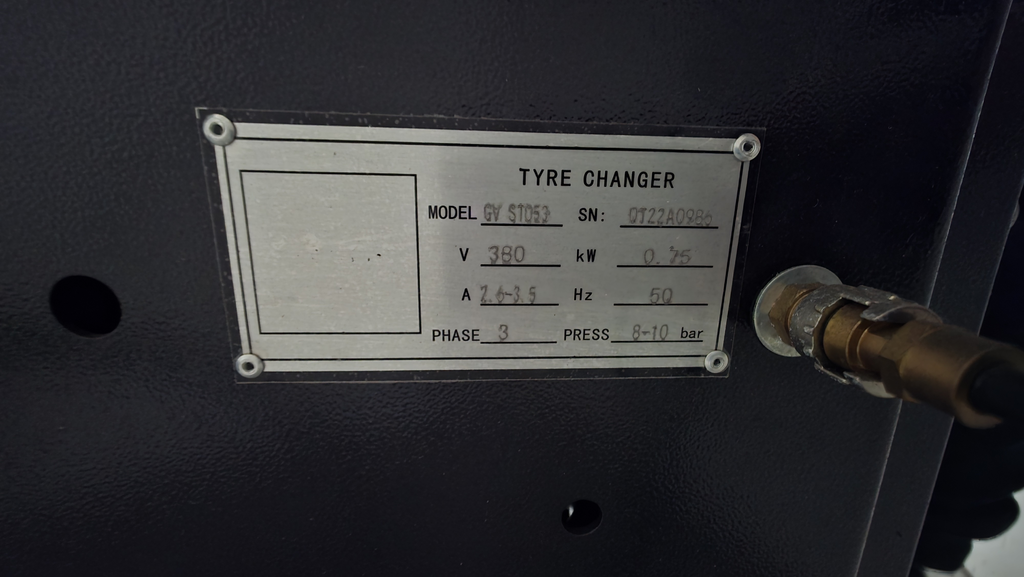 TYRE CHANGER
MODEL GV ST053 SN: QT22A0986
V 380 kW 0.75
A 2.6-3.5 Hz 50
PHASE 3 PRESS 8-10 bar